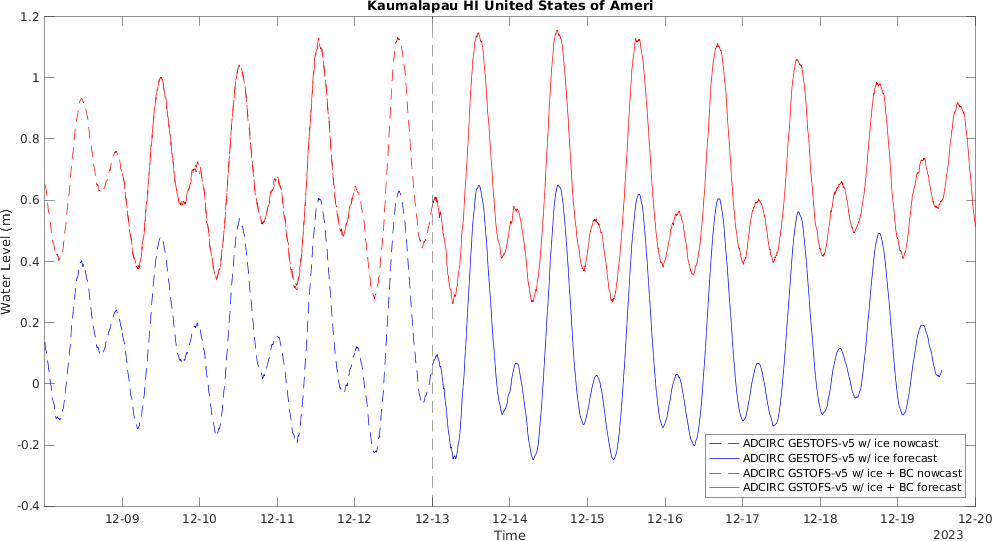 Kaumalapau HI United States of Ameri
1.2
1
0.8
0.6
0.4
0.2
0
-0.2
-0.4
Water Level (m)
12-09 12-10 12-11 12-12 12-13 12-14 12-15 12-16 12-17 12-18 12-19 12-20
Time
2023
ADCIRC GESTOFS-v5 w/ ice nowcast
ADCIRC GESTOFS-v5 w/ ice forecast
ADCIRC GSTOFS-v5 w/ ice + BC nowcast
ADCIRC GSTOFS-v5 w/ ice + BC forecast